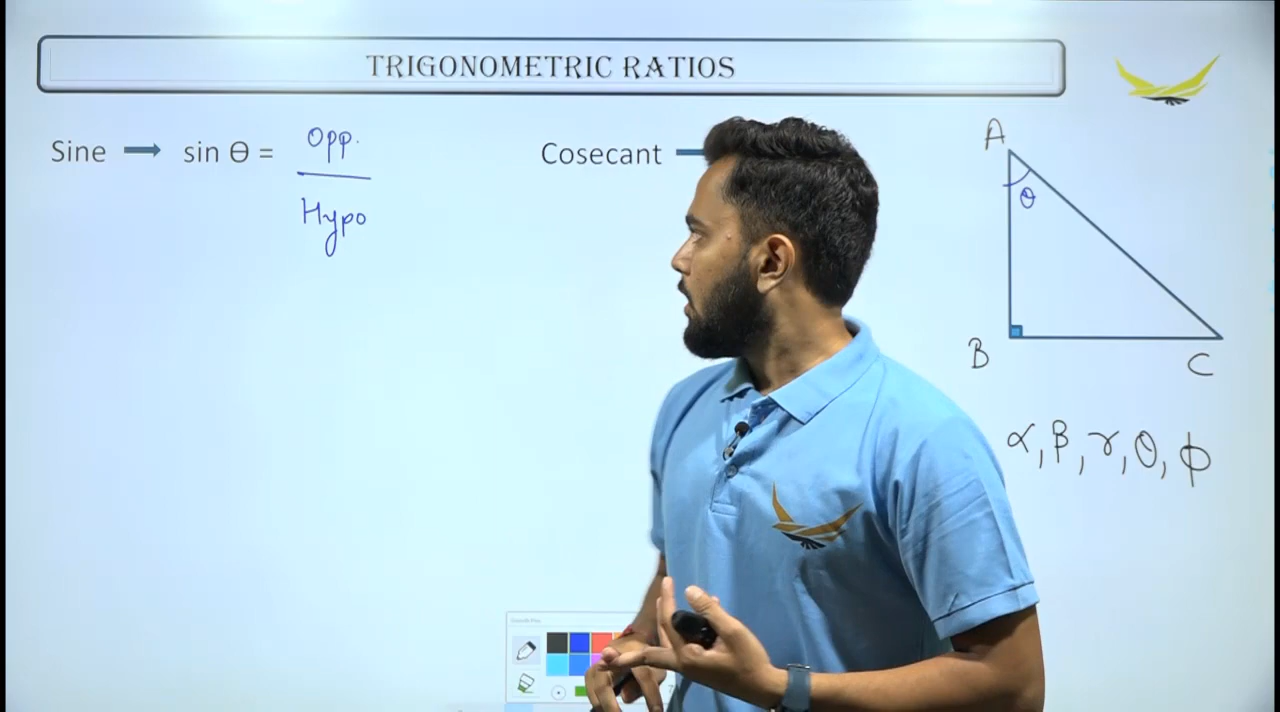 TRIGONOMETRIC RATIOS
Sine → sin Ɵ = Opp.
Hypo
Cosecant
A
θ
B
C
α, β, γ, θ, ϕ